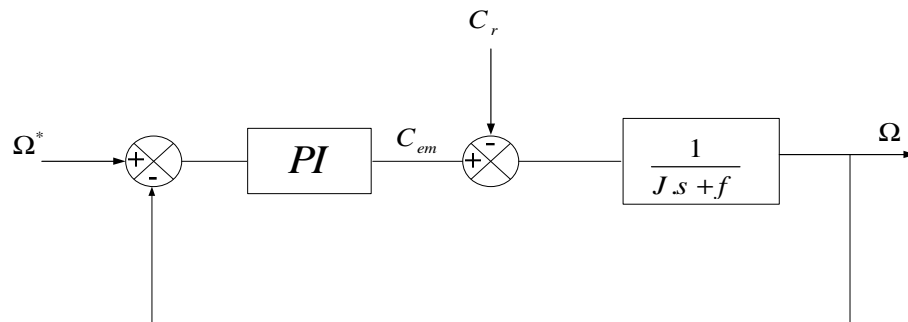 C_r
Ω*
+
-
PI
C_em
-
+
1
J.s+f
Ω